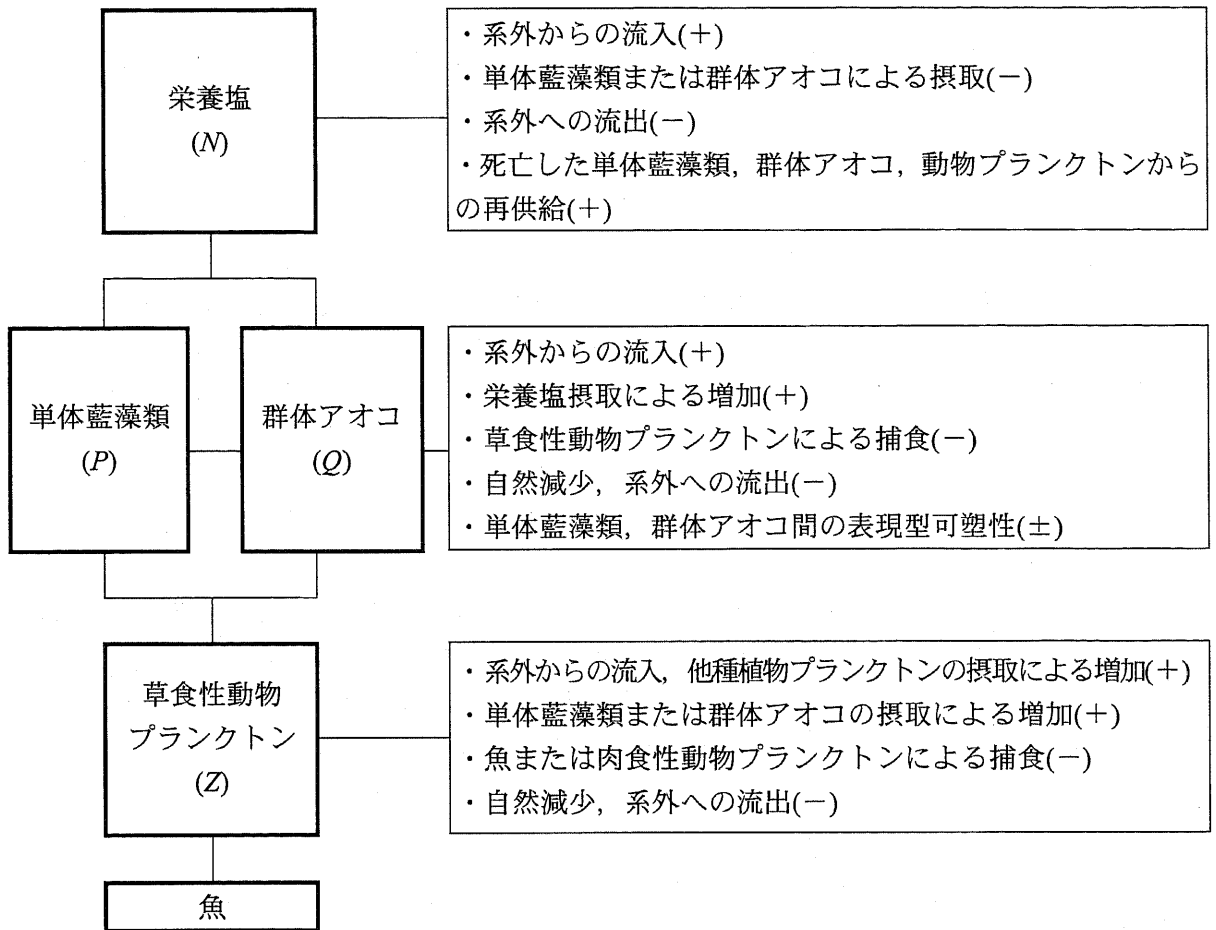 栄養塩
(N)
・系外からの流入(+)
・単体藍藻類または群体アオコによる摂取(−)
・系外への流出(−)
・死亡した単体藍藻類，群体アオコ，動物プランクトンから
の再供給(+)
単体藍藻類
(P)
群体アオコ
(Q)
・系外からの流入(+)
・栄養塩摂取による増加(+)
・草食性動物プランクトンによる捕食(−)
・自然減少，系外への流出(−)
・単体藍藻類，群体アオコ間の表現型可塑性(±)
草食性動物
プランクトン
(Z)
・系外からの流入，他種植物プランクトンの摂取による増加(+)
・単体藍藻類または群体アオコの摂取による増加(+)
・魚または肉食性動物プランクトンによる捕食(−)
・自然減少，系外への流出(−)
魚